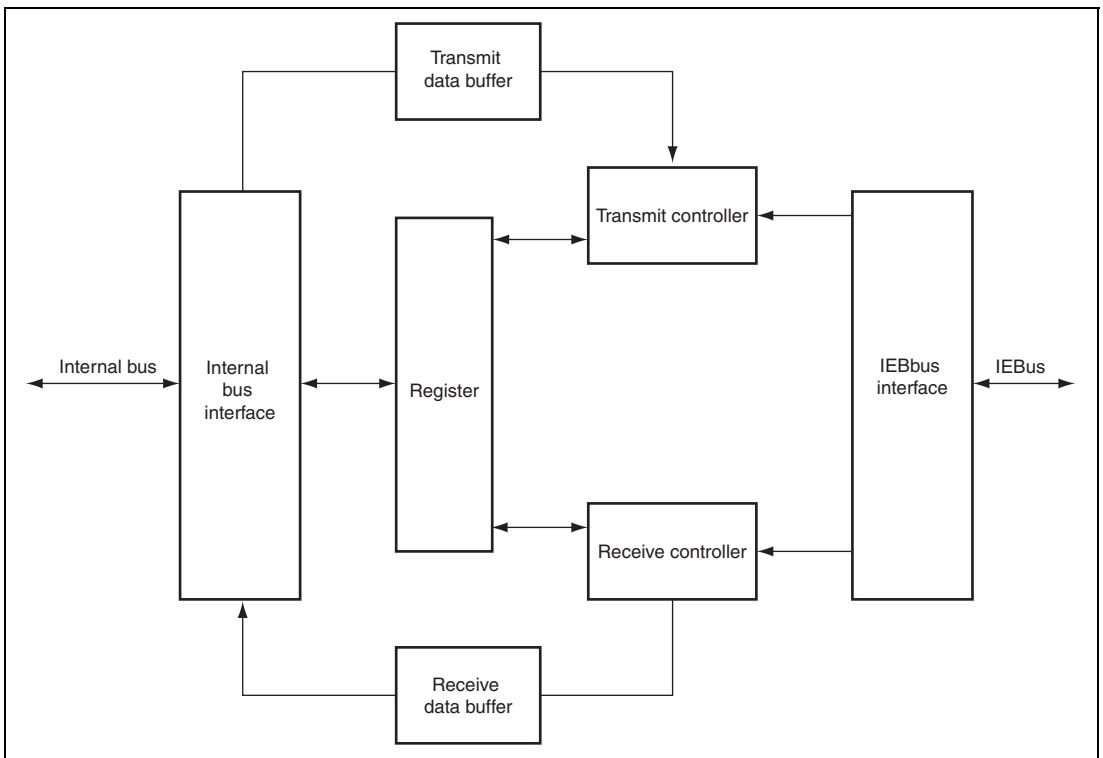 Transmit
data buffer
Transmit controller
Internal bus
Internal
bus
interface
Register
IEBbus
interface
IEBus
Receive controller
Receive
data buffer